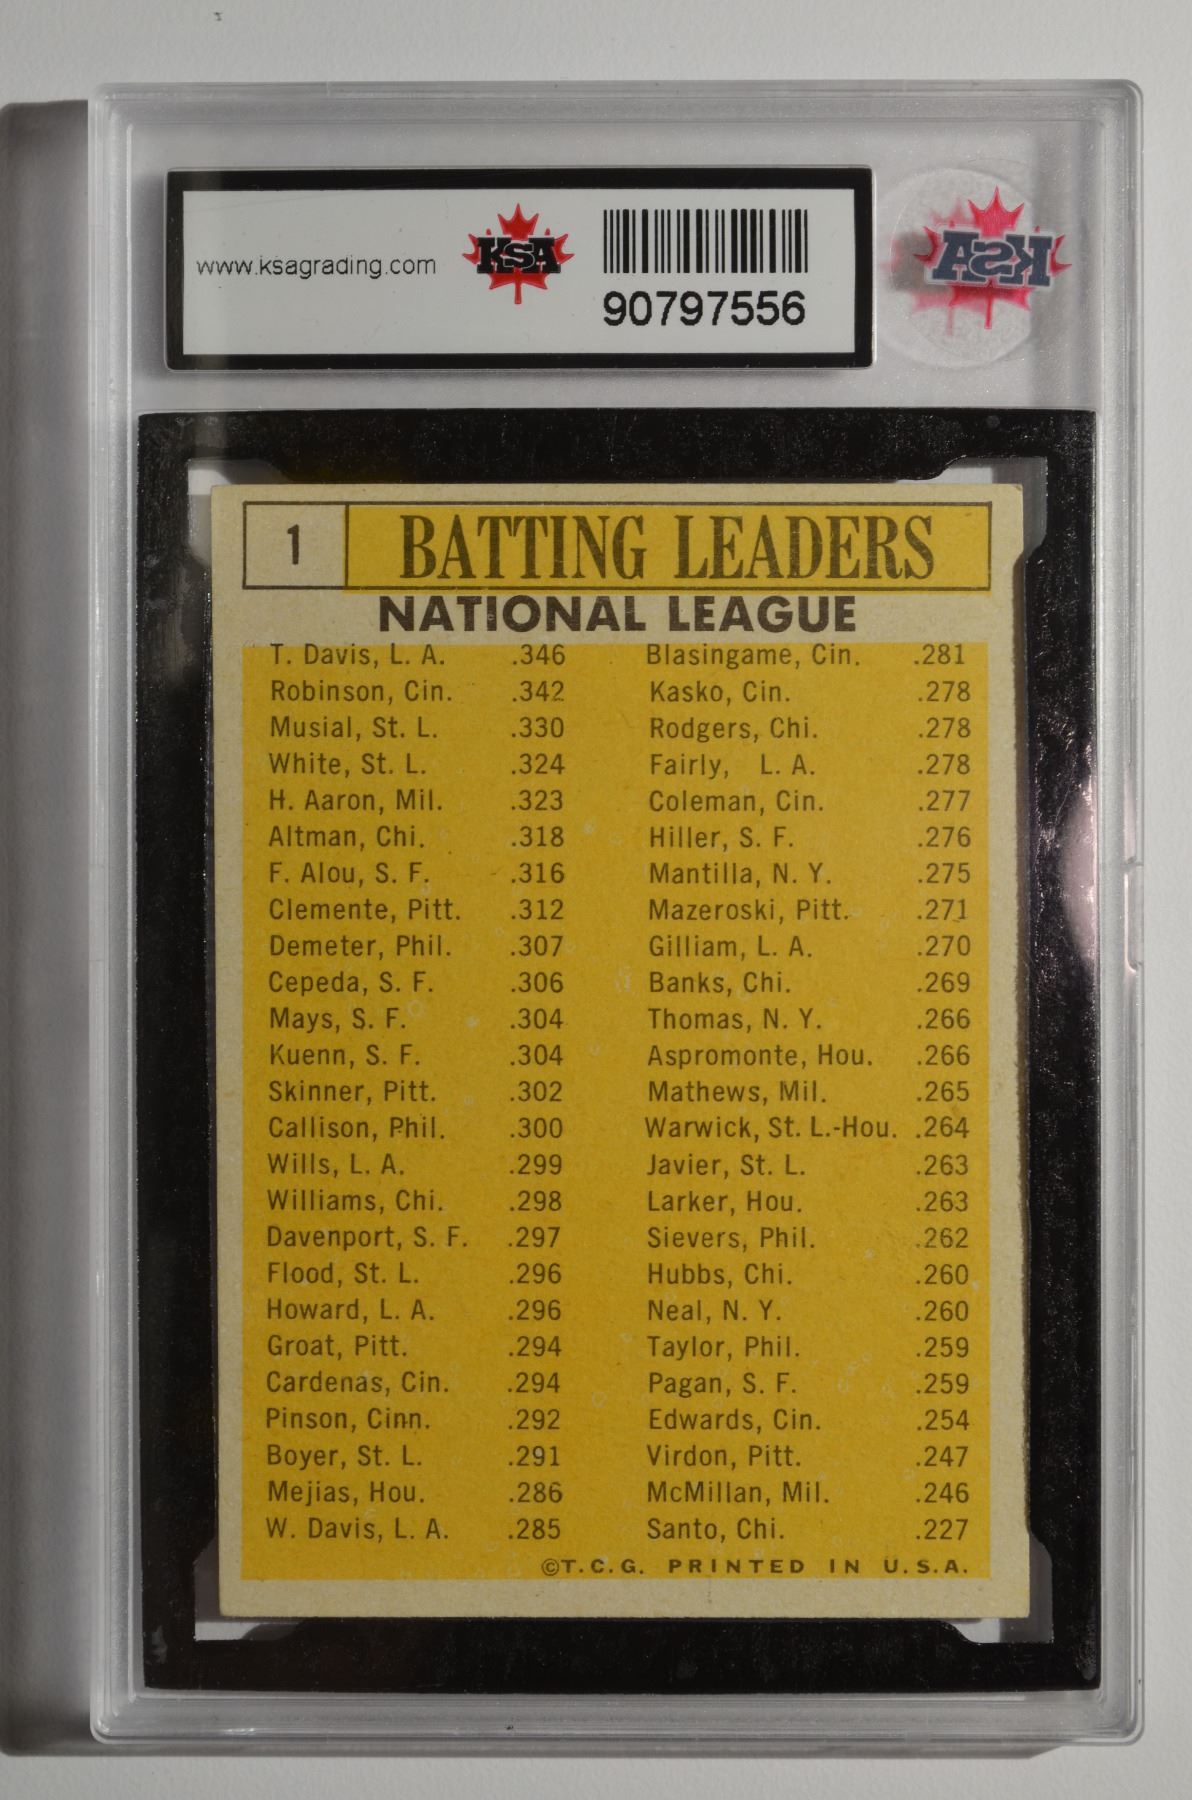 www.ksagrading.com
KSA
90797556
KSA
1
BATTING LEADERS
NATIONAL LEAGUE
T. Davis, L. A. .346 Blasingame, Cin. .281
Robinson, Cin. .342 Kasko, Cin. .278
Musial, St. L. .330 Rodgers, Chi. .278
White, St. L. .324 Fairly, L. A. .278
H. Aaron, Mil. .323 Coleman, Cin. .277
Altman, Chi. .318 Hiller, S. F. .276
F. Alou, S. F. .316 Mantilla, N. Y. .275
Clemente, Pitt. .312 Mazeroski, Pitt. .271
Demeter, Phil. .307 Gilliam, L. A. .270
Cepeda, S. F. .306 Banks, Chi. .269
Mays, S. F. .304 Thomas, N. Y. .266
Kuenn, S. F. .304 Aspromonte, Hou. .266
Skinner, Pitt. .302 Mathews, Mil. .265
Callison, Phil. .300 Warwick, St. L.-Hou. .264
Wills, L. A. .299 Javier, St. L. .263
Williams, Chi. .298 Larker, Hou. .263
Davenport, S. F. .297 Sievers, Phil. .262
Flood, St. L. .296 Hubbs, Chi. .260
Howard, L. A. .296 Neal, N. Y. .260
Groat, Pitt. .294 Taylor, Phil. .259
Cardenas, Cin. .294 Pagan, S. F. .259
Pinson, Cinn. .292 Edwards, Cin. .254
Boyer, St. L. .291 Virdon, Pitt. .247
Mejias, Hou. .286 McMillan, Mil. .246
W. Davis, L. A. .285 Santo, Chi. .227
©T.C.G. PRINTED IN U.S.A.